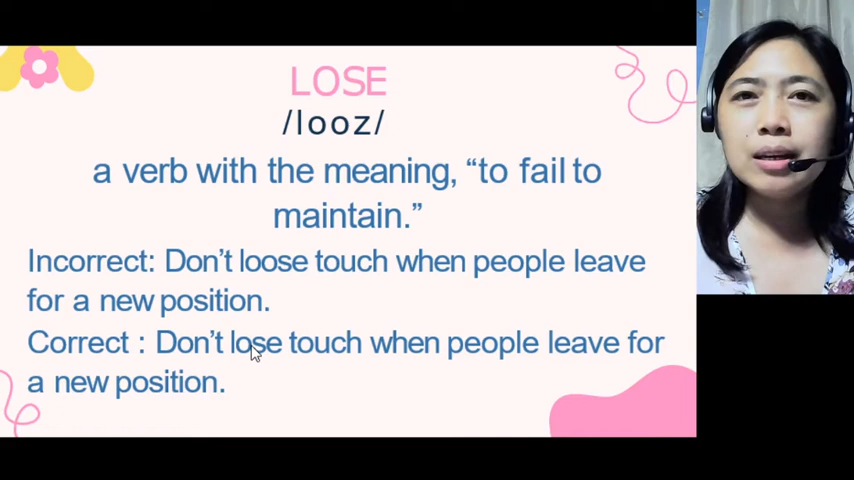 LOSE
/looz/
a verb with the meaning, “to fail to
maintain.”
Incorrect: Don’t loose touch when people leave
for a new position.
Correct : Don’t lose touch when people leave for
a new position.